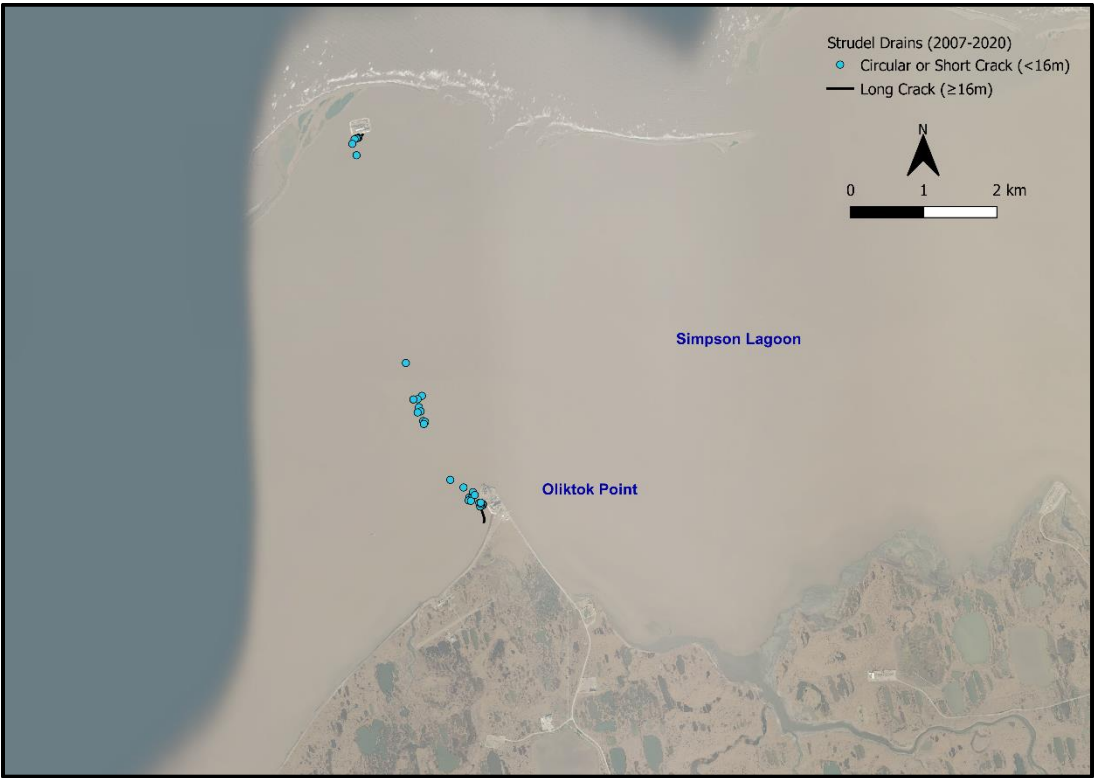 Strudel Drains (2007-2020)
Circular or Short Crack (<16m)
Long Crack (≥16m)
N
0 1 2 km
Simpson Lagoon
Oliktok Point